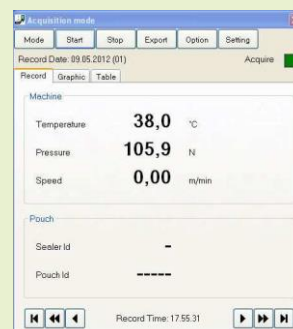 Acquisition mode
Mode Start Stop Export Option Setting
Record Date: 09.05.2012 (01) Acquire
Record Graphic Table
Machine
Temperature 38,0 °C
Pressure 105,9 N
Speed 0,00 m/min
Pouch
Sealer Id -
Pouch Id -----
Record Time: 17.55.31